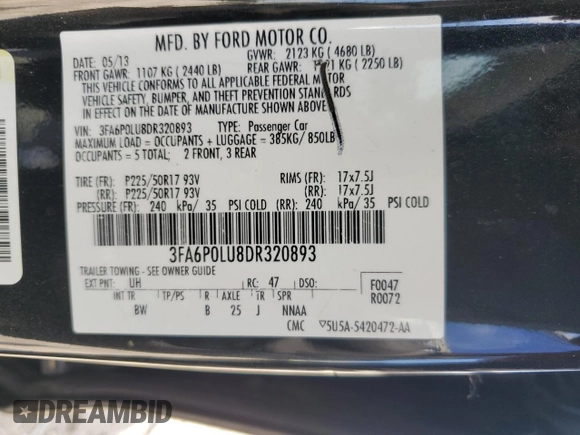 MFD. BY FORD MOTOR CO.
DATE: 05/13 GVWR: 2123 KG ( 4680 LB)
FRONT GAWR: 1107 KG ( 2440 LB) REAR GAWR: 21 KG ( 2250 LB)
THIS VEHICLE CONFORMS TO ALL APPLICABLE FEDERAL MOTOR
VEHICLE SAFETY, BUMPER, AND THEFT PREVENTION STANDARDS
IN EFFECT ON THE DATE OF MANUFACTURE SHOWN ABOVE.
VIN: 3FA6P0LU8DR320893 TYPE: Passenger Car
MAXIMUM LOAD = OCCUPANTS + LUGGAGE = 385KG/ 850LB
OCCUPANTS = 5 TOTAL; 2 FRONT, 3 REAR
TIRE (FR): P225/50R17 93V RIMS (FR): 17x7.5J
(RR): P225/50R17 93V (RR): 17x7.5J
PRESSURE (FR): 240 kPa/ 35 PSI COLD (RR): 240 kPa/35 PSI COLD
3FA6P0LU8DR320893
TRAILER TOWING - SEE OWNER GUIDE
EXT PNT: UH RC: 47 DSO: F0047
INT TR TP/PS R AXLE TR SPR R0072
BW B 25 J NNAA
CMC 5U5A-5420472-AA
DREAMBID